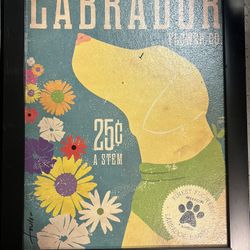 LABRADOR
FLOWER CO.
25¢
A STEM